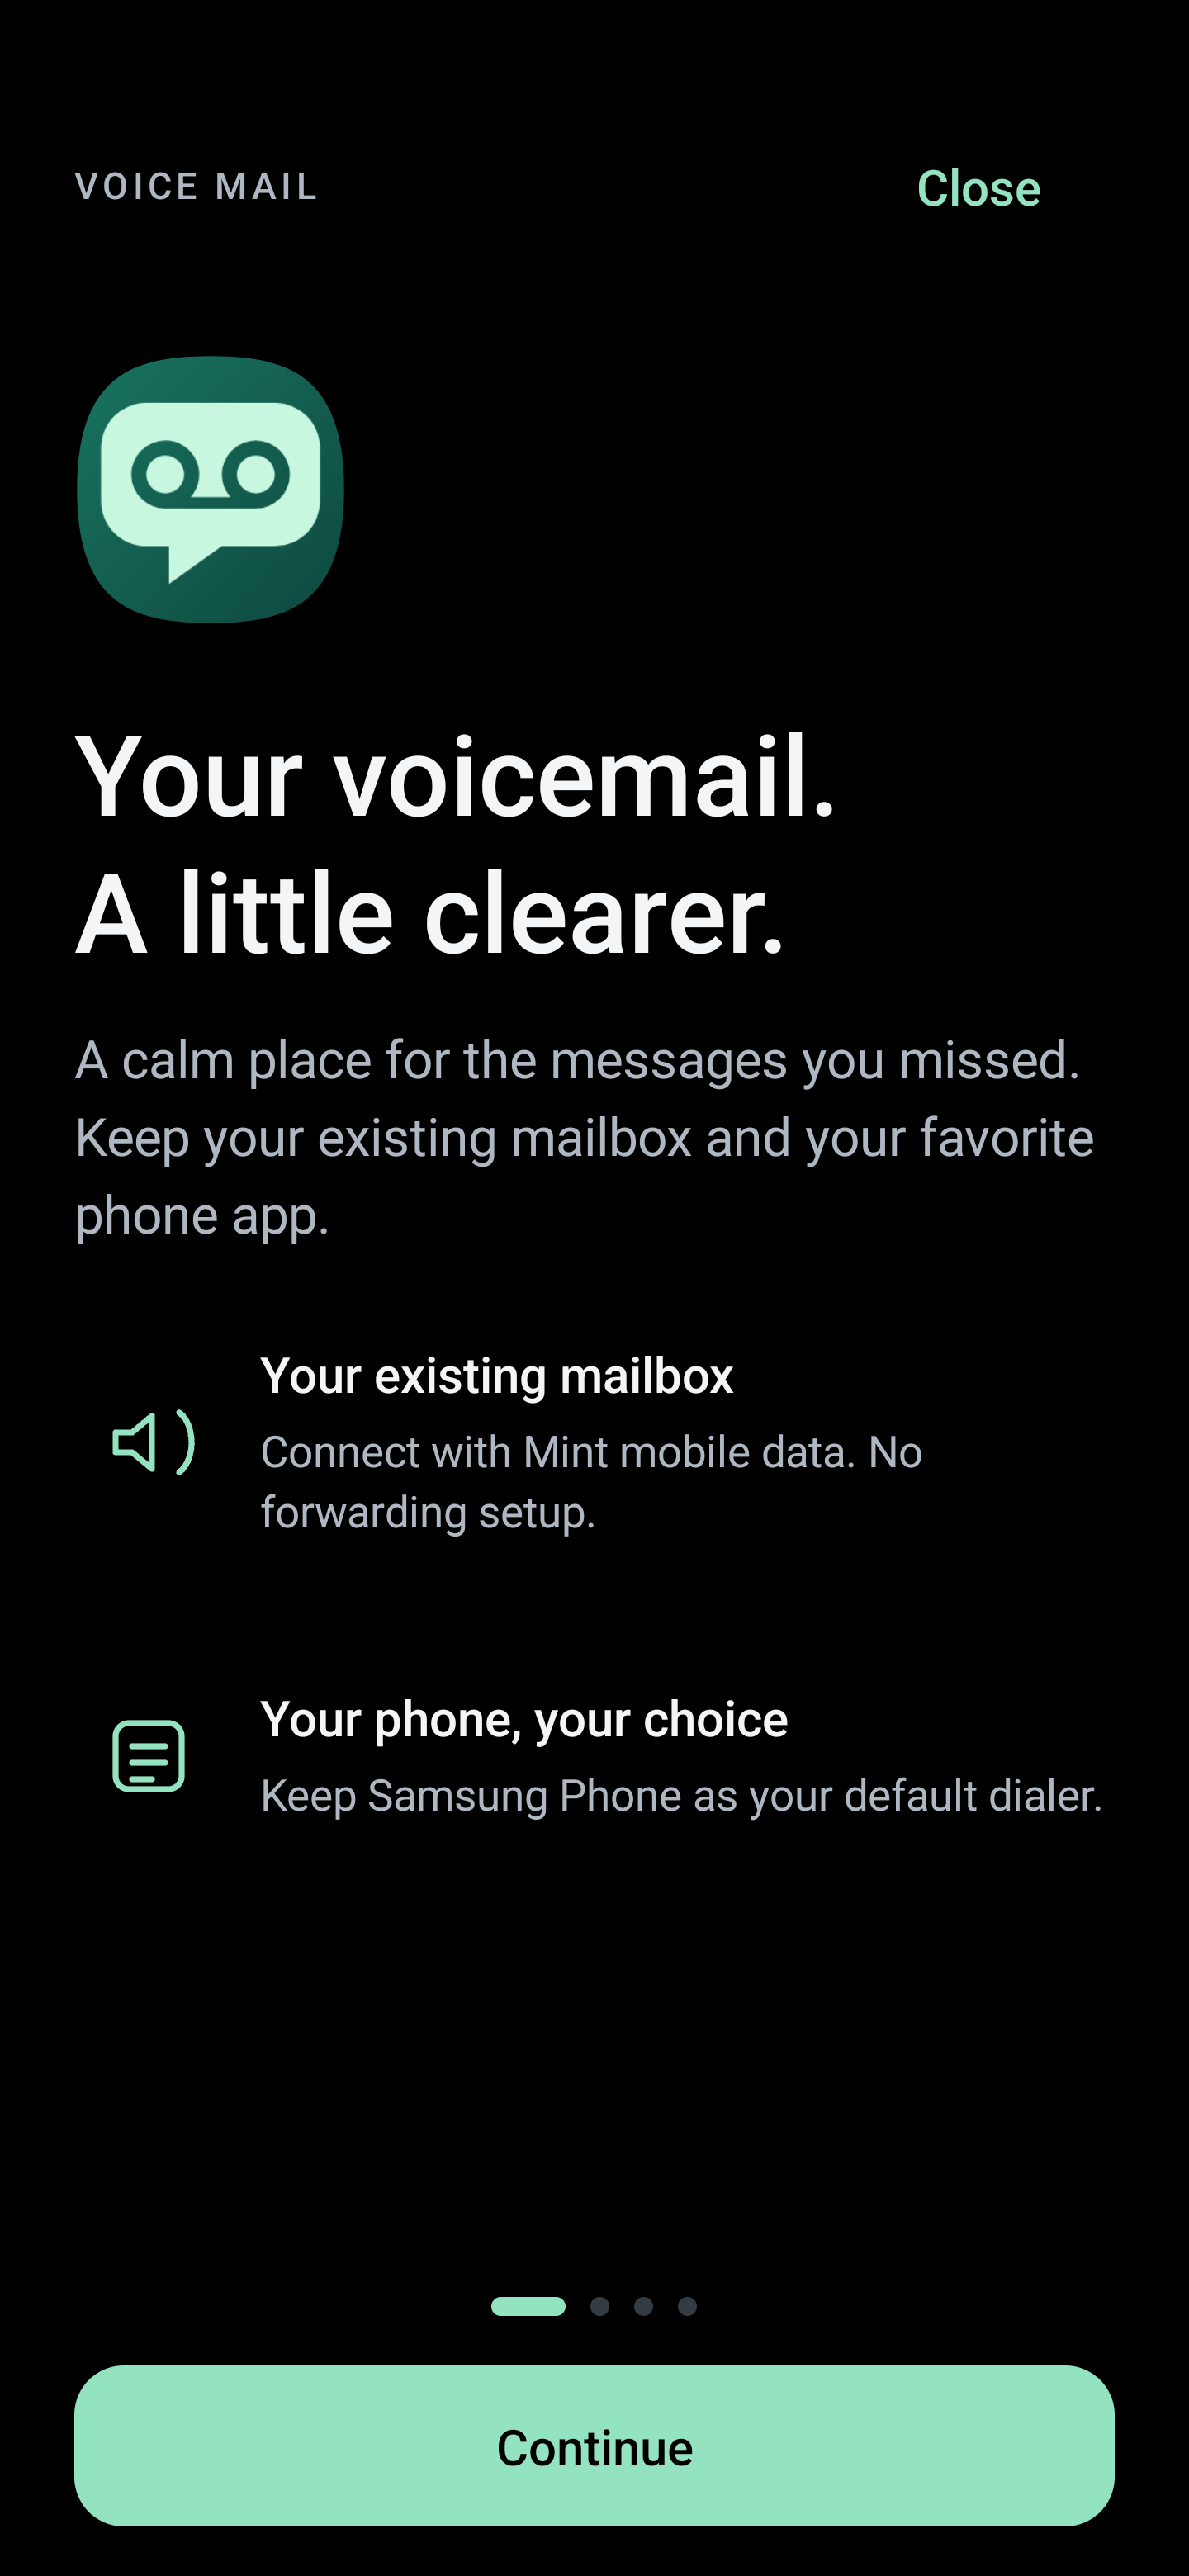 VOICE MAIL
Close
Your voicemail.
A little clearer.
A calm place for the messages you missed.
Keep your existing mailbox and your favorite
phone app.
Your existing mailbox
Connect with Mint mobile data. No
forwarding setup.
Your phone, your choice
Keep Samsung Phone as your default dialer.
Continue